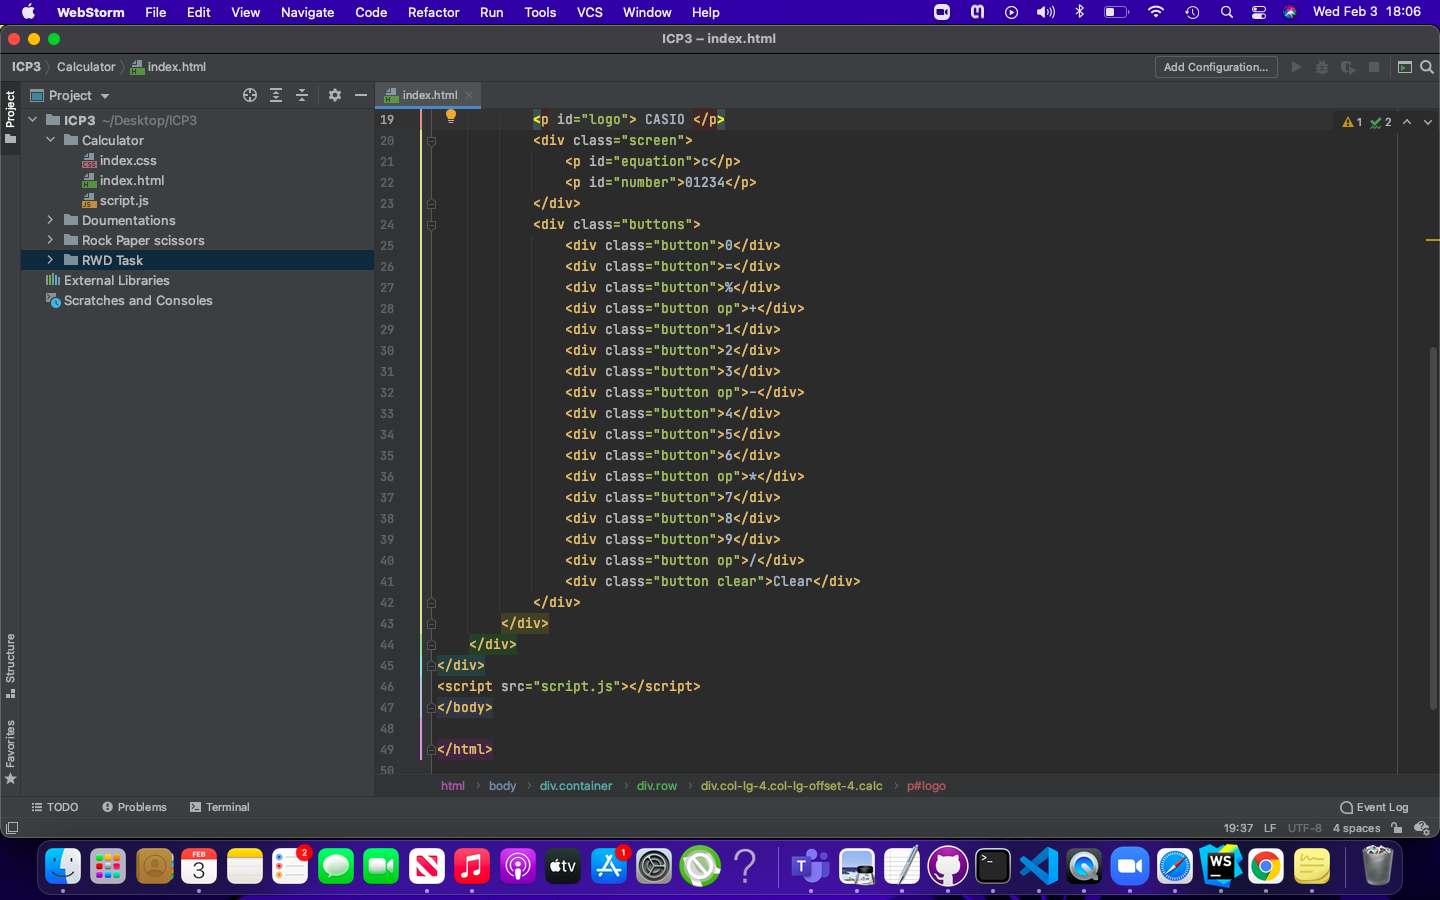 WebStorm File Edit View Navigate Code Refactor Run Tools VCS Window Help Wed Feb 3 18:06
ICP3 – index.html
ICP3 Calculator index.html Add Configuration...
Project
Project
index.html
ICP3 ~/Desktop/ICP3
Calculator
index.css
index.html
script.js
Doumentations
Rock Paper scissors
RWD Task
External Libraries
Scratches and Consoles
Structure
Favorites
1 2
19 <p id="logo"> CASIO </p>
20 <div class="screen">
21 <p id="equation">c</p>
22 <p id="number">01234</p>
23 </div>
24 <div class="buttons">
25 <div class="button">0</div>
26 <div class="button">=</div>
27 <div class="button">%</div>
28 <div class="button op">+</div>
29 <div class="button">1</div>
30 <div class="button">2</div>
31 <div class="button">3</div>
32 <div class="button op">-</div>
33 <div class="button">4</div>
34 <div class="button">5</div>
35 <div class="button">6</div>
36 <div class="button op">*</div>
37 <div class="button">7</div>
38 <div class="button">8</div>
39 <div class="button">9</div>
40 <div class="button op">/</div>
41 <div class="button clear">Clear</div>
42 </div>
43 </div>
44 </div>
45 </div>
46 <script src="script.js"></script>
47 </body>
48
49 </html>
50
html body div.container div.row div.col-lg-4.col-lg-offset-4.calc p#logo
TODO Problems Terminal Event Log
19:37 LF UTF-8 4 spaces
FEB
3
2
tv
1
WS